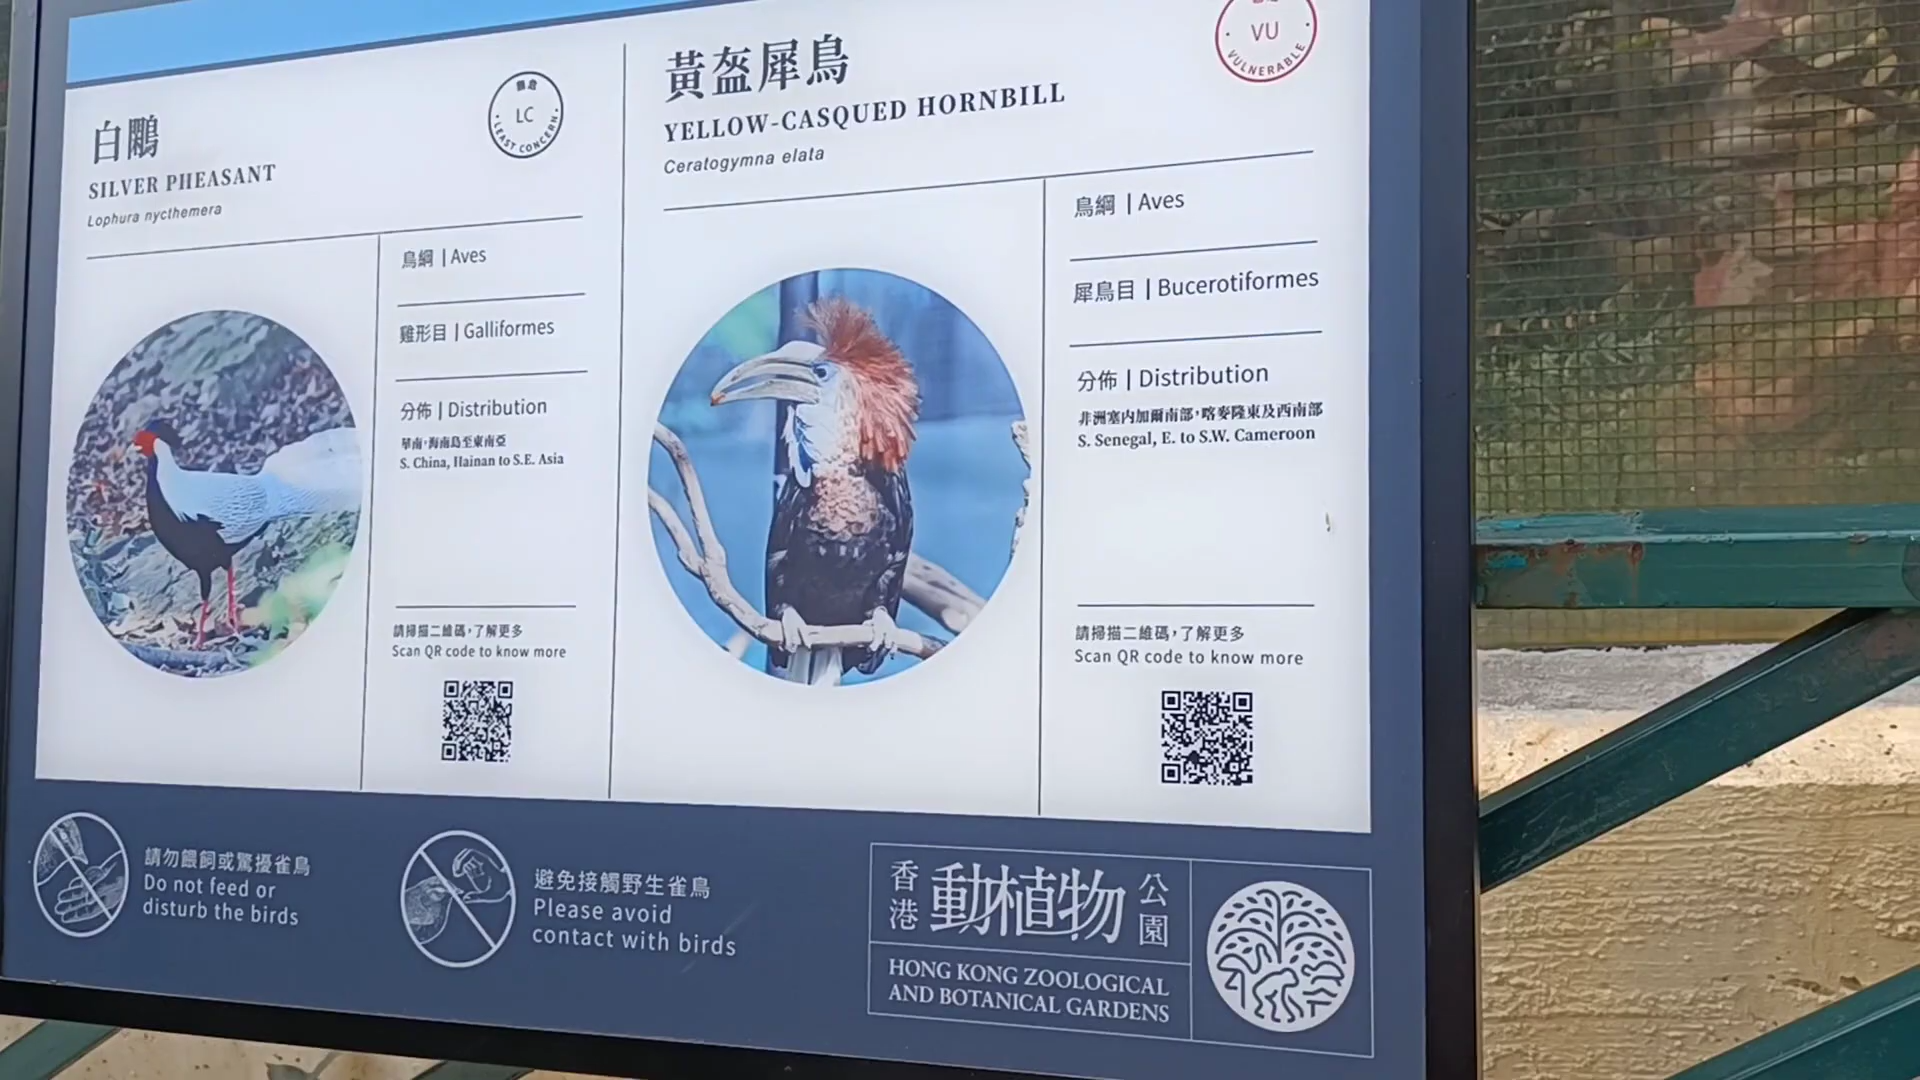 白鷴
SILVER PHEASANT
Lophura nycthemera
LC
LEAST CONCERN
鳥綱 | Aves
雞形目 | Galliformes
分佈 | Distribution
華南，海南島至東南亞
S. China, Hainan to S.E. Asia
請掃描二維碼，了解更多
Scan QR code to know more
黃盔犀鳥
YELLOW-CASQUED HORNBILL
Ceratogymna elata
VU
VULNERABLE
鳥綱 | Aves
犀鳥目 | Bucerotiformes
分佈 | Distribution
非洲塞內加爾南部，喀麥隆東及西南部
S. Senegal, E. to S.W. Cameroon
請掃描二維碼，了解更多
Scan QR code to know more
請勿餵飼或驚擾雀鳥
Do not feed or
disturb the birds
避免接觸野生雀鳥
Please avoid
contact with birds
香港動植物公園
HONG KONG ZOOLOGICAL
AND BOTANICAL GARDENS